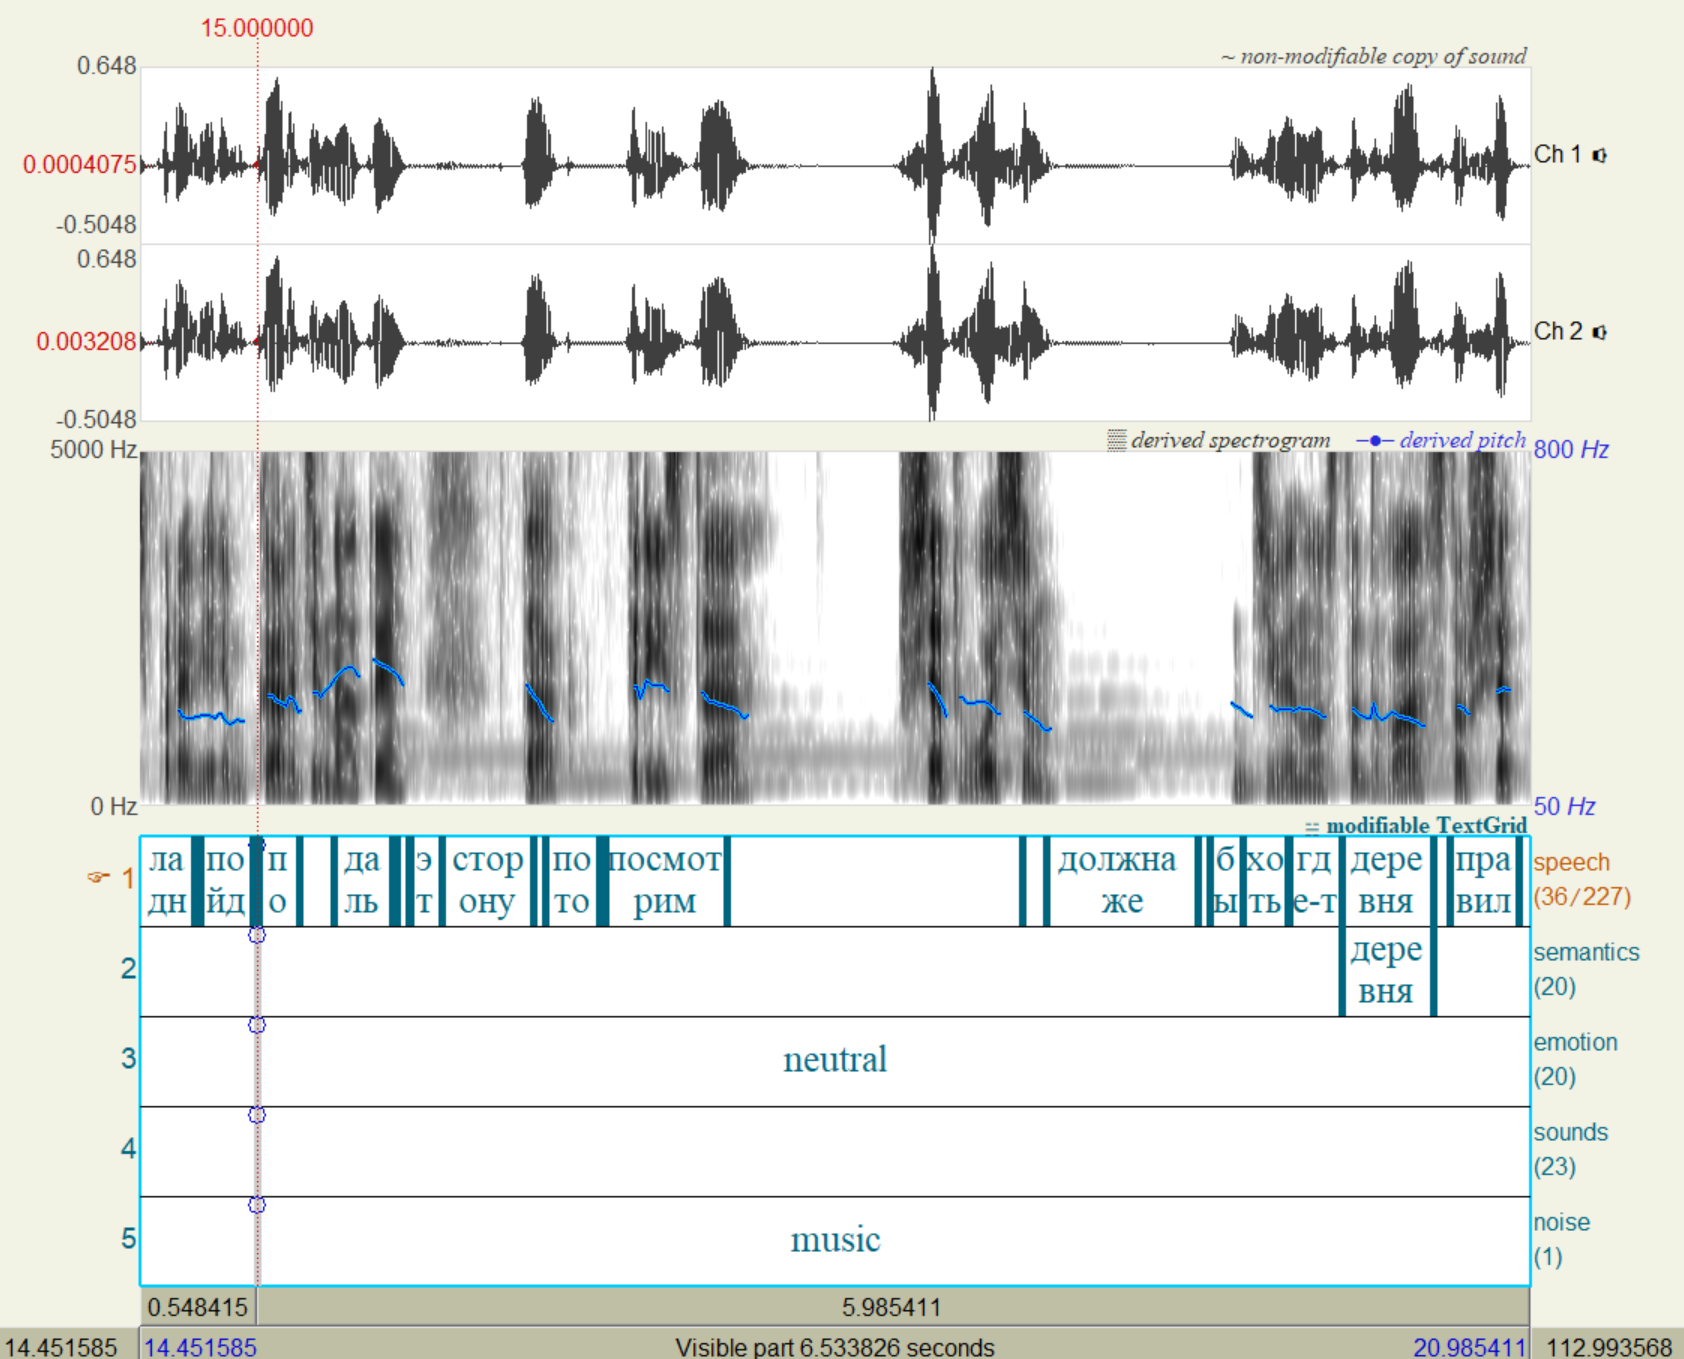 15.000000
~ non-modifiable copy of sound
0.648
0.0004075
-0.5048
Ch 1
0.648
0.003208
-0.5048
Ch 2
derived spectrogram derived pitch
5000 Hz
800 Hz
0 Hz
50 Hz
modifiable TextGrid
1
ла по п да э стор по посмот должна б хо гд дере пра
дн йд о ль т ону то рим же ы ть е-т вня вил
speech
(36/227)
2
дере
вня
semantics
(20)
3
neutral
emotion
(20)
4
sounds
(23)
5
music
noise
(1)
0.548415 5.985411
14.451585 14.451585 Visible part 6.533826 seconds 20.985411 112.993568